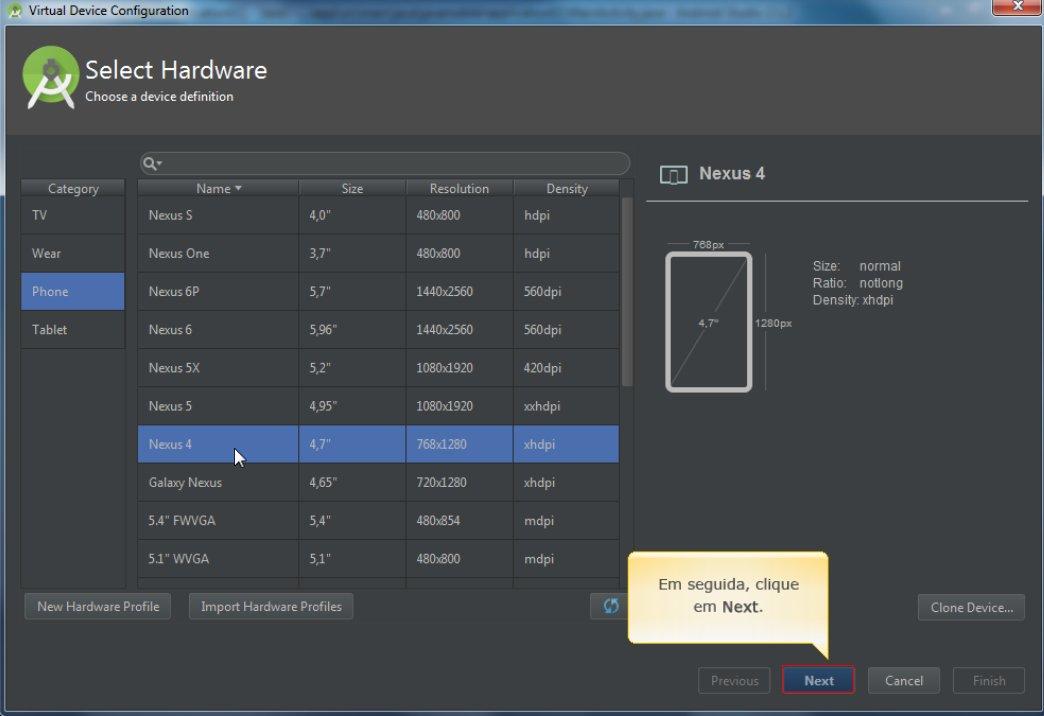 Virtual Device Configuration
Select Hardware
Choose a device definition
Category
TV
Wear
Phone
Tablet
Name Size Resolution Density
Nexus S 4,0" 480x800 hdpi
Nexus One 3,7" 480x800 hdpi
Nexus 6P 5,7" 1440x2560 560dpi
Nexus 6 5,96" 1440x2560 560dpi
Nexus 5X 5,2" 1080x1920 420dpi
Nexus 5 4,95" 1080x1920 xxhdpi
Nexus 4 4,7" 768x1280 xhdpi
Galaxy Nexus 4,65" 720x1280 xhdpi
5.4" FWVGA 5,4" 480x854 mdpi
5.1" WVGA 5,1" 480x800 mdpi
Nexus 4
768px
4,7"
1280px
Size: normal
Ratio: notlong
Density: xhdpi
New Hardware Profile Import Hardware Profiles
Clone Device...
Em seguida, clique
em Next.
Previous Next Cancel Finish